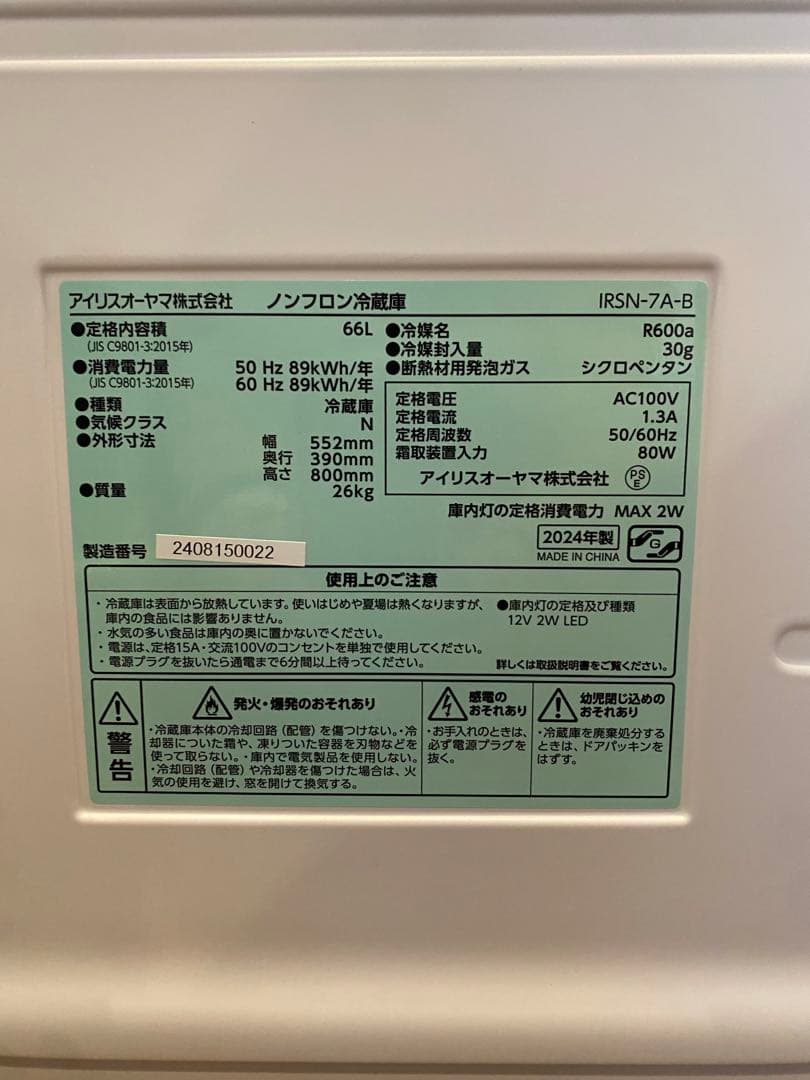 アイリスオーヤマ株式会社 ノンフロン冷蔵庫 IRSN-7A-B
●定格内容積 66L
(JIS C9801-3:2015年)
●消費電力量 50 Hz 89kWh/年
(JIS C9801-3:2015年) 60 Hz 89kWh/年
●種類 冷蔵庫
●気候クラス N
●外形寸法 幅 552mm
奥行 390mm
高さ 800mm
●質量 26kg
●冷媒名 R600a
●冷媒封入量 30g
●断熱材用発泡ガス シクロペンタン
定格電圧 AC100V
定格電流 1.3A
定格周波数 50/60Hz
霜取装置入力 80W
アイリスオーヤマ株式会社 PS E
庫内灯の定格消費電力 MAX 2W
2024年製
MADE IN CHINA
G
製造番号 2408150022
使用上のご注意
・冷蔵庫は表面から放熱しています。使いはじめや夏場は熱くなりますが、
庫内の食品には影響ありません。
・水気の多い食品は庫内の奥に置かないでください。
・電源は、定格15A・交流100Vのコンセントを単独で使用してください。
・電源プラグを抜いたら通電まで6分間以上待ってください。
●庫内灯の定格及び種類
12V 2W LED
詳しくは取扱説明書をご覧ください。
警告
発火・爆発のおそれあり
・冷蔵庫本体の冷却回路（配管）を傷つけない。・冷
却器についた霜や、凍りついた容器を刃物などを
使って取らない。・庫内で電気製品を使用しない。
・冷却回路（配管）や冷却器を傷つけた場合は、火
気の使用を避け、窓を開けて換気する。
感電の
おそれあり
・お手入れのときは、
必ず電源プラグを
抜く。
幼児閉じ込めの
おそれあり
・冷蔵庫を廃棄処分する
ときは、ドアパッキンを
はずす。